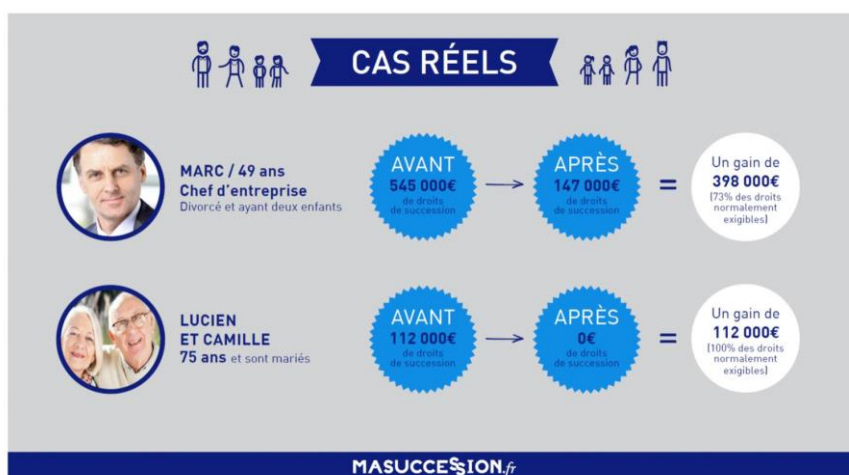 CAS RÉELS
MARC / 49 ans
Chef d'entreprise
Divorcé et ayant deux enfants
AVANT
545 000€
de droits
de succession
APRÈS
147 000€
de droits
de succession
=
Un gain de
398 000€
(73% des droits
normalement
exigibles)
LUCIEN
ET CAMILLE
75 ans et sont mariés
AVANT
112 000€
de droits
de succession
APRÈS
0€
de droits
de succession
=
Un gain de
112 000€
(100% des droits
normalement
exigibles)
MASUCCESSION.fr